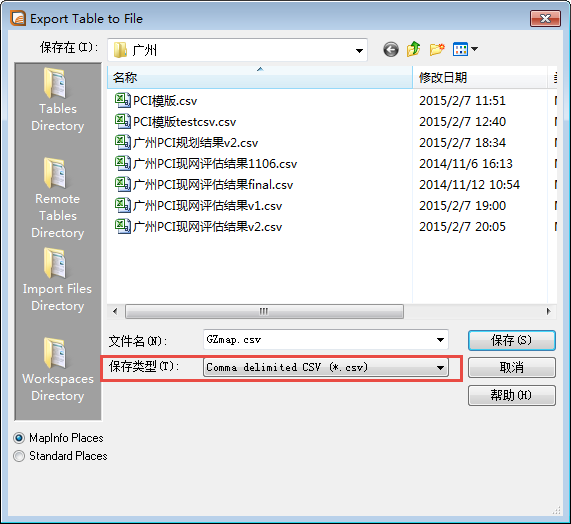 Export Table to File
保存在(I):
广州
Tables
Directory
Remote
Tables
Directory
Import Files
Directory
Workspaces
Directory
名称
修改日期
PCI模版.csv
2015/2/7 11:51
PCI模版testcsv.csv
2015/2/7 12:40
广州PCI规划结果v2.csv
2015/2/7 18:34
广州PCI现网评估结果1106.csv
2014/11/6 16:13
广州PCI现网评估结果final.csv
2014/11/12 10:54
广州PCI现网评估结果v1.csv
2015/2/7 19:00
广州PCI现网评估结果v2.csv
2015/2/7 20:05
文件名(N):
GZmap.csv
保存(S)
保存类型(T):
Comma delimited CSV (*.csv)
取消
帮助(H)
MapInfo Places
Standard Places